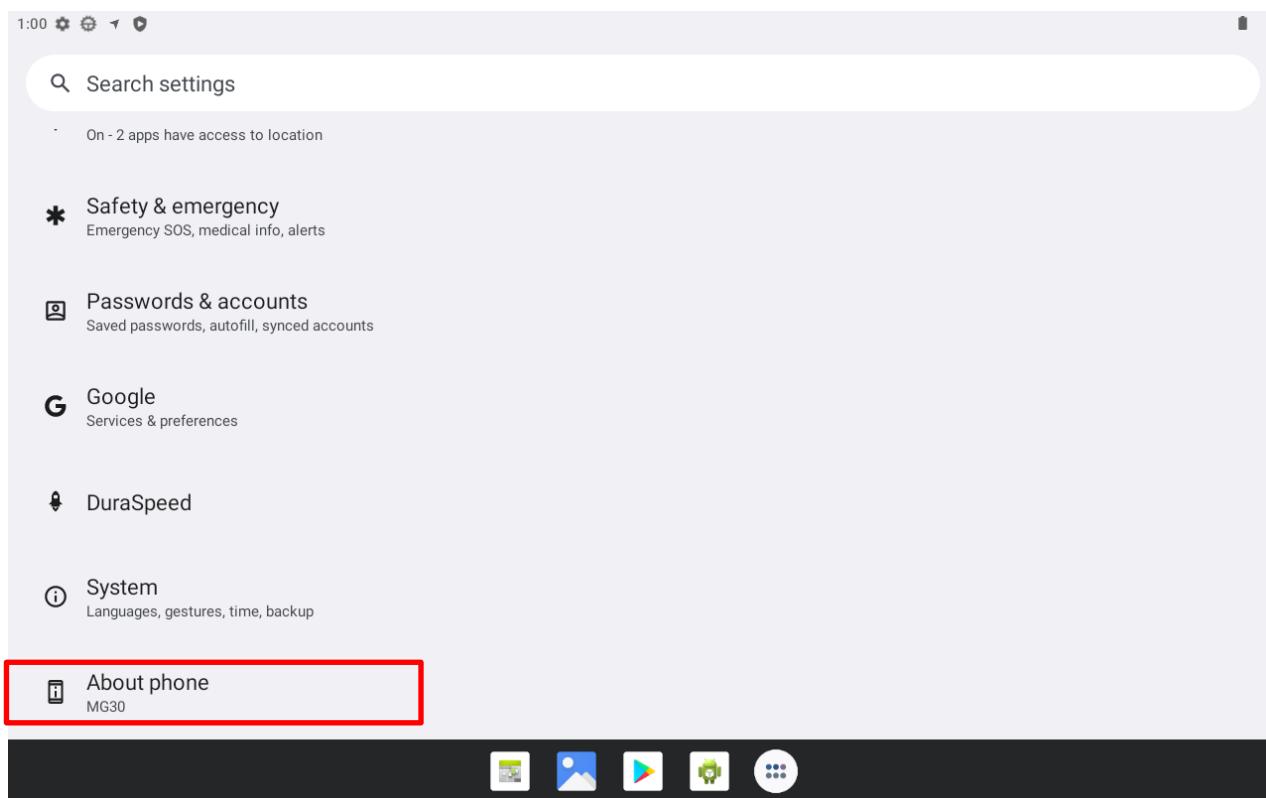 1:00
Search settings
On - 2 apps have access to location
Safety & emergency
Emergency SOS, medical info, alerts
Passwords & accounts
Saved passwords, autofill, synced accounts
Google
Services & preferences
DuraSpeed
System
Languages, gestures, time, backup
About phone
MG30